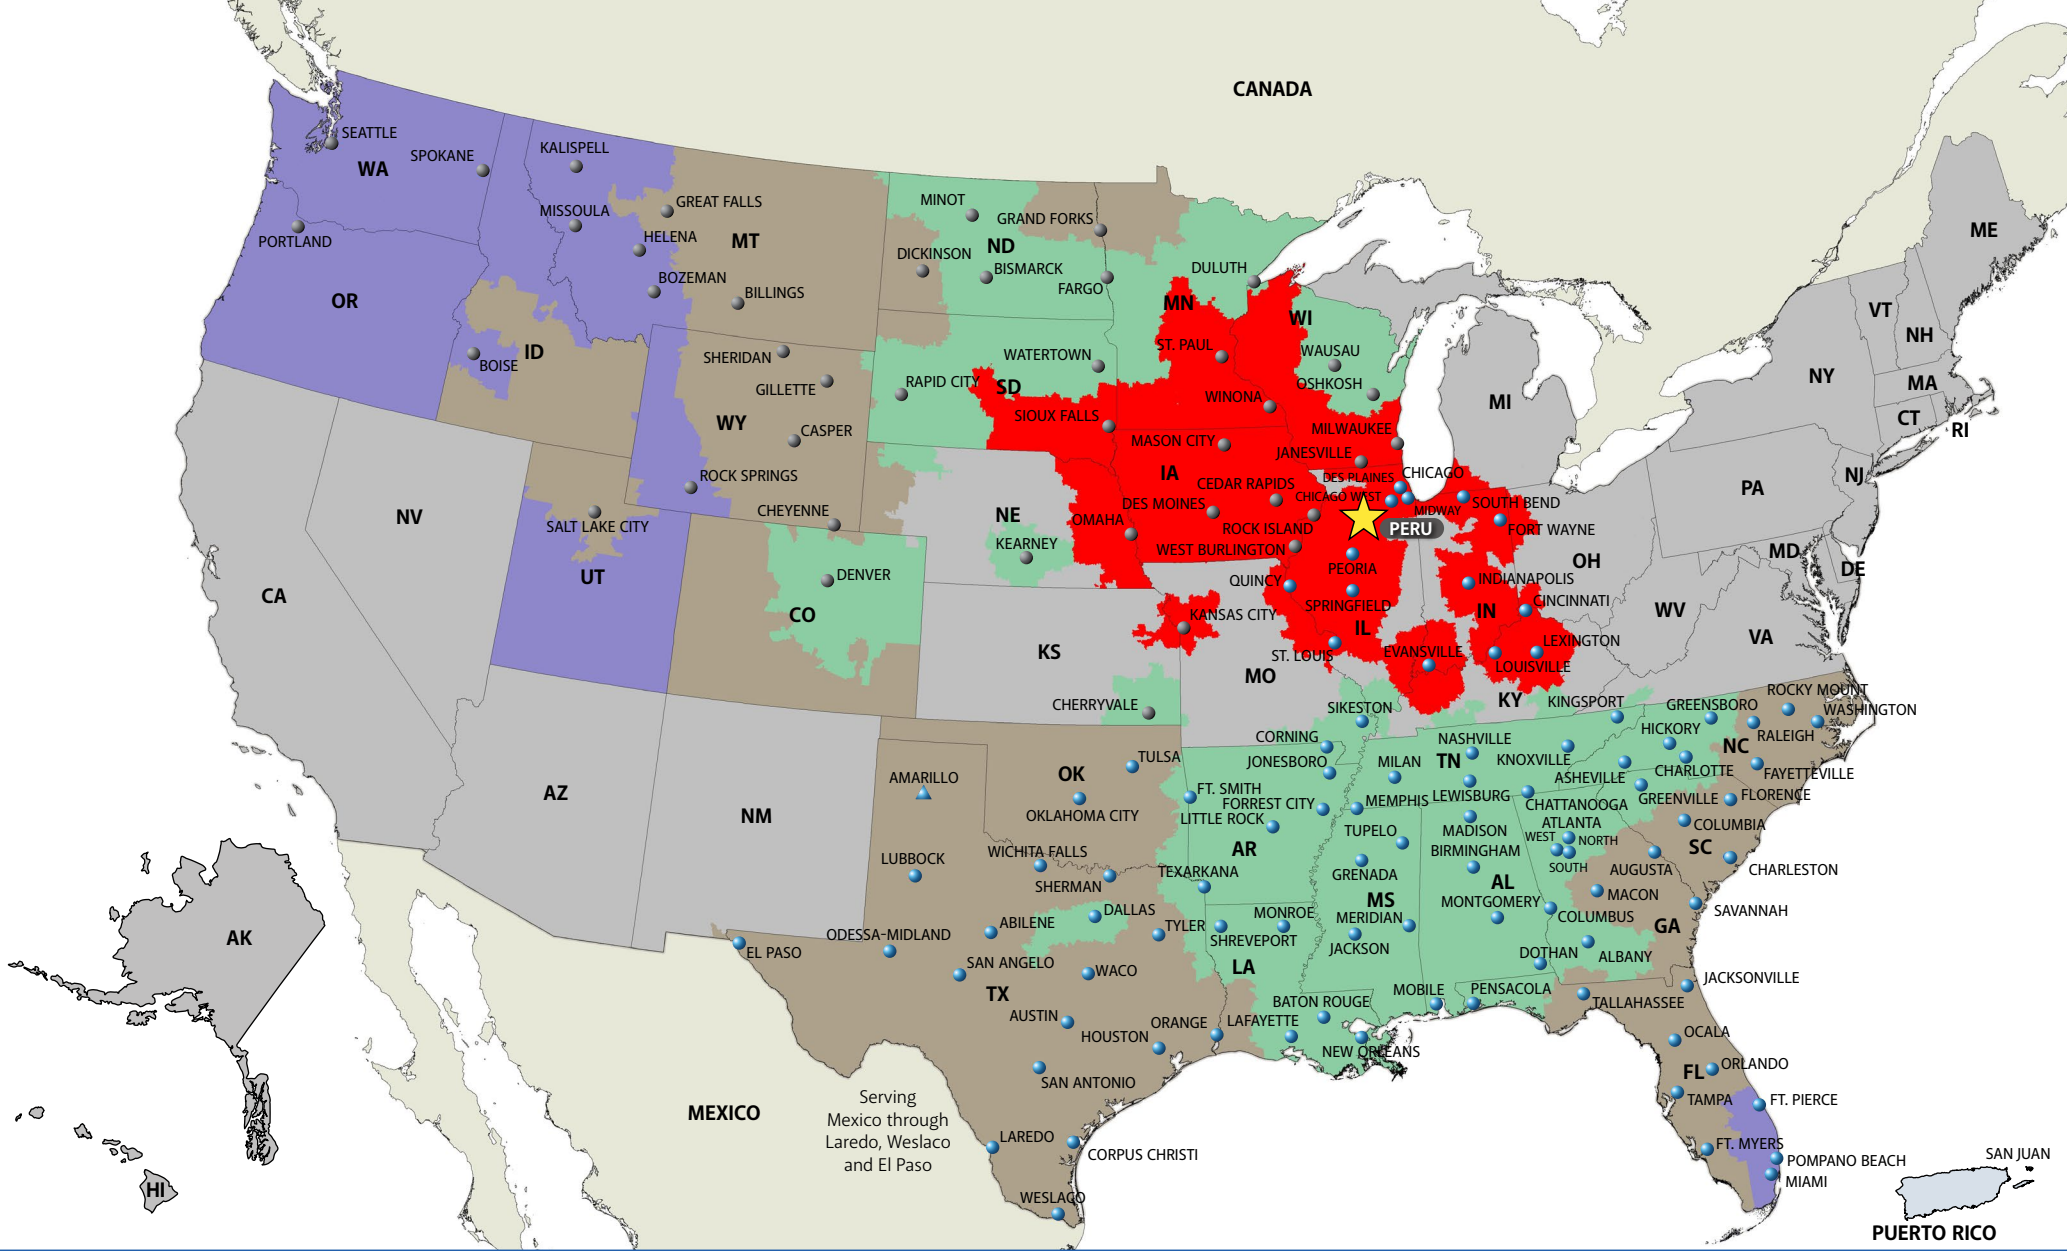 CANADA
SEATTLE
SPOKANE
WA
KALISPELL
PORTLAND
MISSOULA
GREAT FALLS
HELENA
MT
BOZEMAN
BILLINGS
OR
MINOT
GRAND FORKS
DICKINSON
ND
BISMARCK
FARGO
DULUTH
MN
WI
ME
VT
NH
ID
BOISE
SHERIDAN
GILLETTE
WY
CASPER
ROCK SPRINGS
CHEYENNE
WATERTOWN
RAPID CITY
SD
SIOUX FALLS
ST. PAUL
WINONA
WAUSAU
OSHKOSH
MILWAUKEE
JANESVILLE
MI
NY
MA
CT
RI
MASON CITY
IA
CEDAR RAPIDS
DES MOINES
DES PLAINES
CHICAGO
CHICAGO WEST
MIDWAY
SOUTH BEND
FORT WAYNE
PERU
ROCK ISLAND
WEST BURLINGTON
PEORIA
PA
NJ
NV
SALT LAKE CITY
UT
NE
OMAHA
KEARNEY
DENVER
CO
CA
QUINCY
SPRINGFIELD
IL
INDIANAPOLIS
CINCINNATI
IN
OH
MD
DE
WV
VA
KANSAS CITY
KS
ST. LOUIS
MO
EVANSVILLE
LEXINGTON
LOUISVILLE
KY
CHERRYVALE
SIKESTON
KINGSPORT
GREENSBORO
ROCKY MOUNT
WASHINGTON
HICKORY
RALEIGH
NC
CORNING
JONESBORO
NASHVILLE
TN
MILAN
KNOXVILLE
ASHEVILLE
CHARLOTTE
FAYETTEVILLE
TULSA
OK
OKLAHOMA CITY
AMARILLO
AZ
NM
FT. SMITH
FORREST CITY
LITTLE ROCK
MEMPHIS
LEWISBURG
CHATTANOOGA
GREENVILLE
FLORENCE
TUPELO
MADISON
ATLANTA
WEST
NORTH
SOUTH
COLUMBIA
AR
BIRMINGHAM
SC
LUBBOCK
WICHITA FALLS
SHERMAN
TEXARKANA
GRENADA
AL
AUGUSTA
CHARLESTON
MS
MONTGOMERY
MACON
SAVANNAH
COLUMBUS
GA
ABILENE
DALLAS
TYLER
MONROE
SHREVEPORT
MERIDIAN
JACKSON
ODESSA-MIDLAND
EL PASO
SAN ANGELO
WACO
TX
LA
DOTHAN
ALBANY
JACKSONVILLE
AUSTIN
HOUSTON
ORANGE
LAFAYETTE
BATON ROUGE
MOBILE
PENSACOLA
TALLAHASSEE
NEW ORLEANS
OCALA
ORLANDO
FL
TAMPA
FT. PIERCE
SAN ANTONIO
AK
HI
MEXICO
Serving
Mexico through
Laredo, Weslaco
and El Paso
LAREDO
CORPUS CHRISTI
WESLACO
FT. MYERS
POMPANO BEACH
MIAMI
SAN JUAN
PUERTO RICO